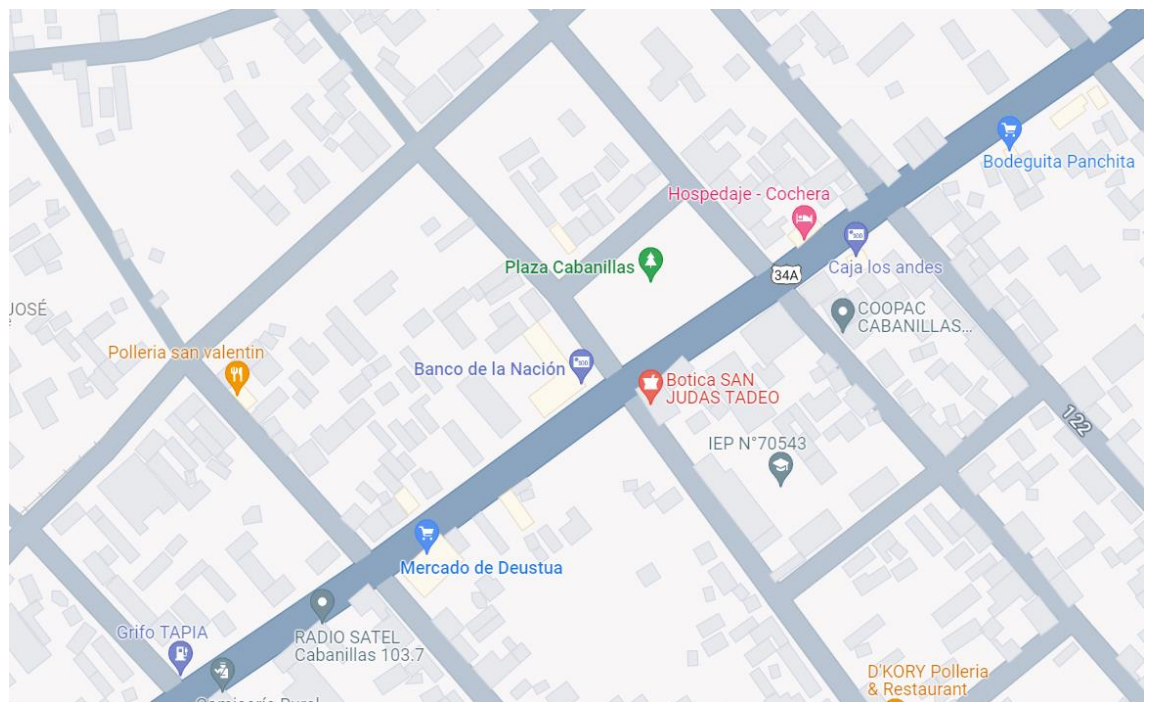 Bodeguita Panchita
Hospedaje - Cochera
Plaza Cabanillas
Caja los andes
34A
COOPAC
CABANILLAS...
JOSÉ
Polleria san valentin
Banco de la Nación
Botica SAN
JUDAS TADEO
122
IEP N°70543
Mercado de Deustua
Grifo TAPIA
RADIO SATEL
Cabanillas 103.7
D'KORY Polleria
& Restaurant